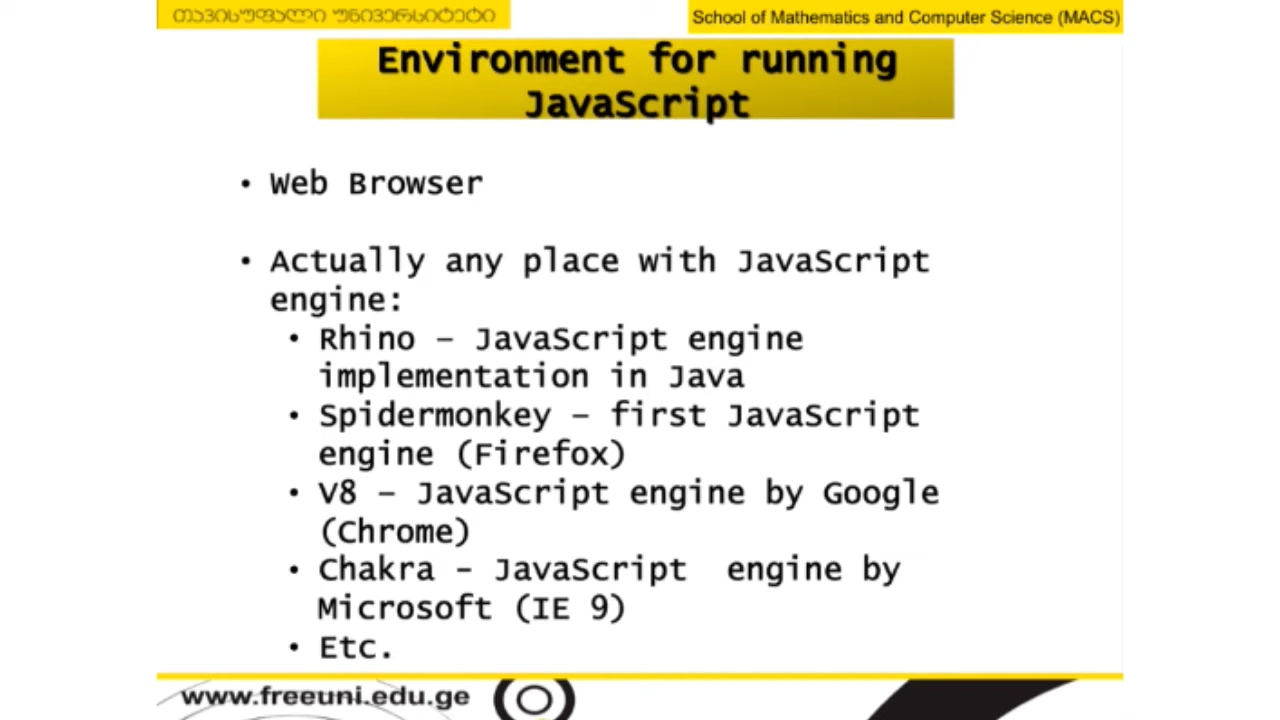 თავისუფალი უნივერსიტეტი
School of Mathematics and Computer Science (MACS)
Environment for running
JavaScript
• Web Browser
• Actually any place with JavaScript
engine:
• Rhino – JavaScript engine
implementation in Java
• Spidermonkey – first JavaScript
engine (Firefox)
• V8 – JavaScript engine by Google
(Chrome)
• Chakra – JavaScript  engine by
Microsoft (IE 9)
• Etc.
www.freeuni.edu.ge